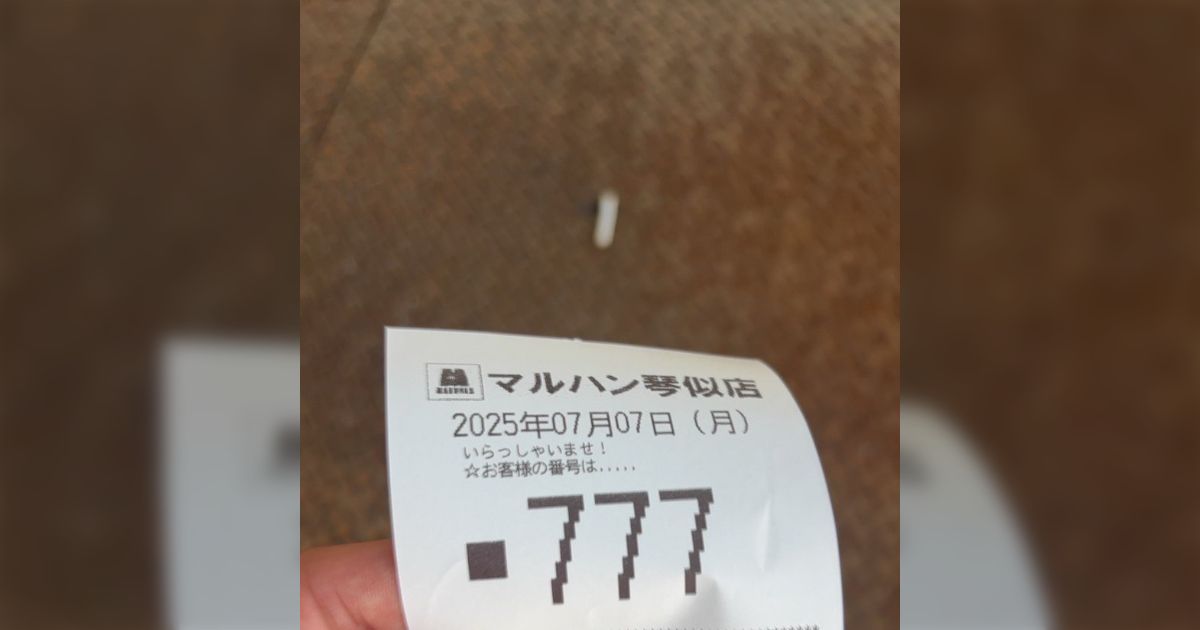 マルハン琴似店
2025年07月07日(月)
いらっしゃいませ!
☆お客様の番号は.....
・777